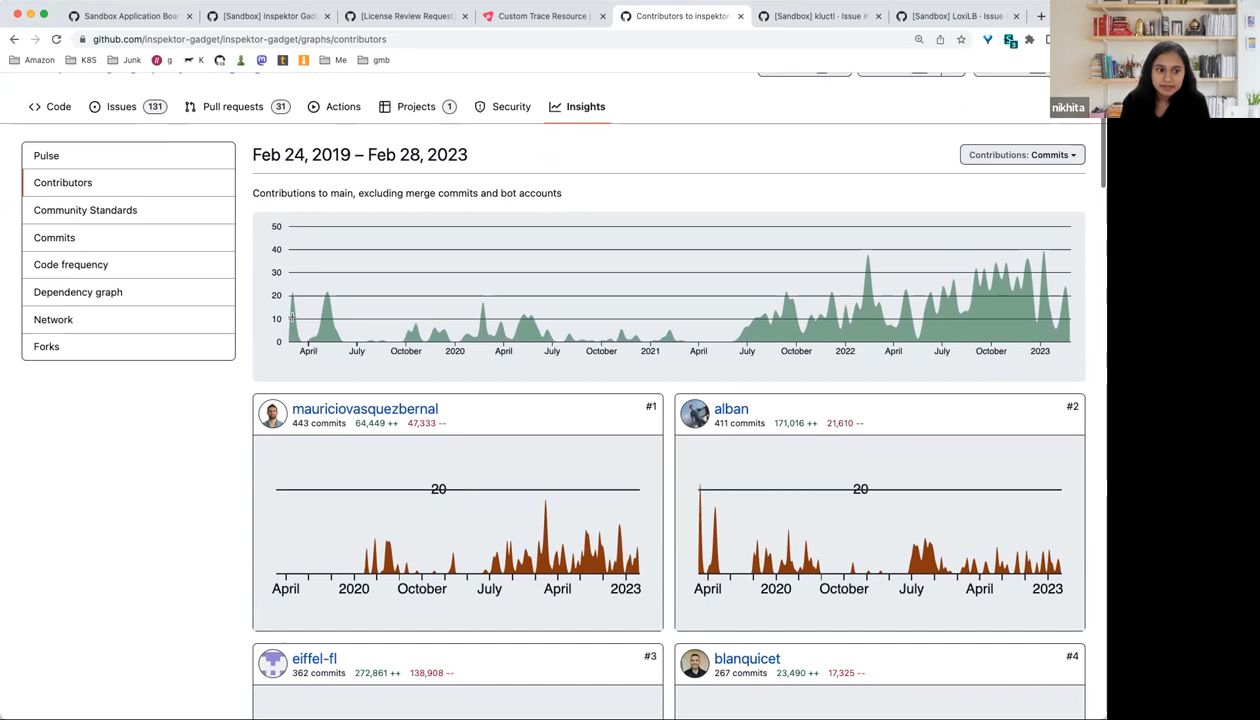 Sandbox Application Boa
[Sandbox] Inspektor Gad
[License Review Request
Custom Trace Resource
Contributors to inspektor
[Sandbox] kluctl · Issue #
[Sandbox] LoxiLB · Issue
github.com/inspektor-gadget/inspektor-gadget/graphs/contributors
Amazon K8S Junk g K Me gmb
nikhita
Code Issues 131 Pull requests 31 Actions Projects 1 Security Insights
Pulse
Contributors
Community Standards
Commits
Code frequency
Dependency graph
Network
Forks
Feb 24, 2019 – Feb 28, 2023
Contributions: Commits
Contributions to main, excluding merge commits and bot accounts
50
40
30
20
10
0
April July October 2020 April July October 2021 April July October 2022 April July October 2023
mauriciovasquezbernal #1
443 commits 64,449 ++ 47,333 --
20
April 2020 October July April 2023
alban #2
411 commits 171,016 ++ 21,610 --
20
April 2020 October July April 2023
eiffel-fl #3
362 commits 272,861 ++ 138,908 --
blanquicet #4
267 commits 23,490 ++ 17,325 --